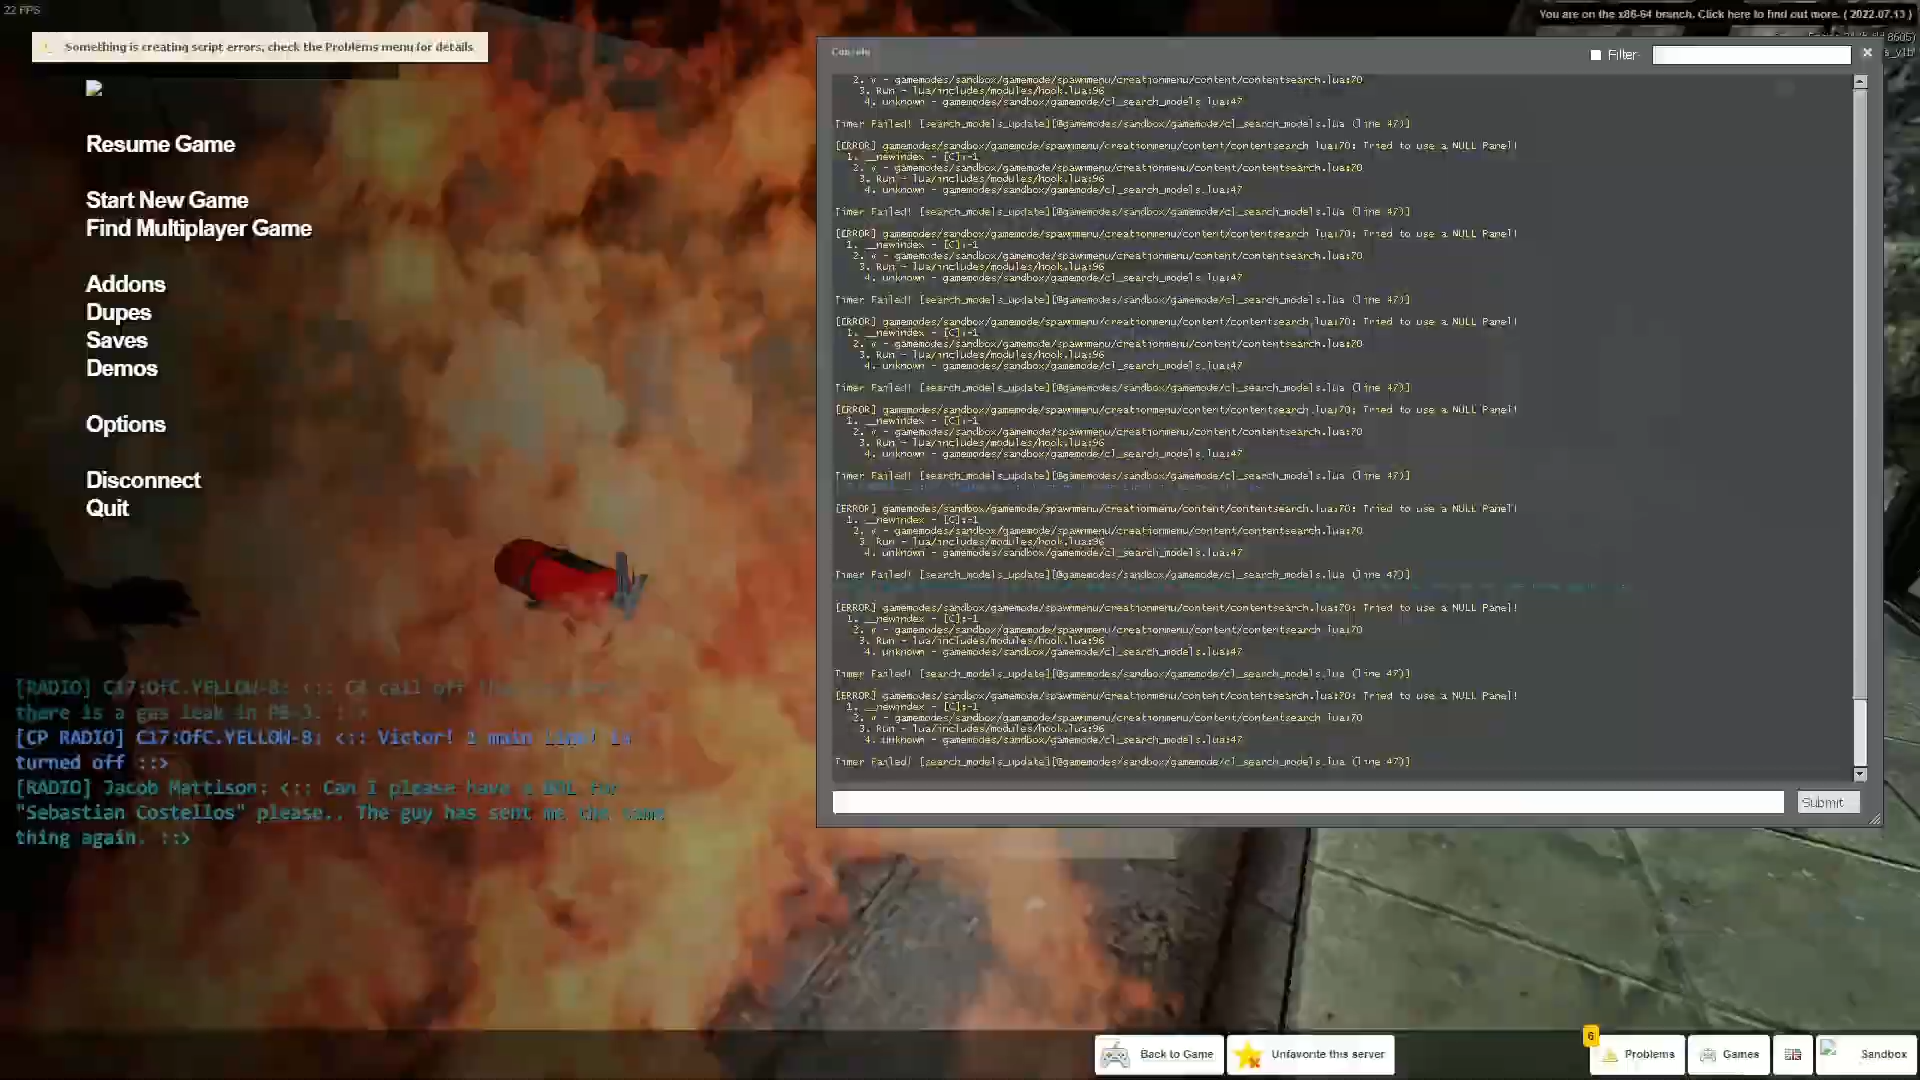 22 FPS
You are on the x86-64 branch. Click here to find out more. ( 2022.07.13 )
Something is creating script errors, check the Problems menu for details
Resume Game
Start New Game
Find Multiplayer Game
Addons
Dupes
Saves
Demos
Options
Disconnect
Quit
[RADIO] C17:OfC.YELLOW-8: <:: call off
there is a gas leak in
[CP RADIO] C17:OfC.YELLOW-8: <:: Victor! main
turned off ::>
[RADIO] Jacob Mattison: <:: Can i please have a for
"Sebastian Costellos" please.. The guy has sent me the same
thing again. ::>
Console
Filter
2. v - gamemodes/sandbox/gamemode/spawnmenu/creationmenu/content/contentsearch.lua:70
3. Run - lua/includes/modules/hook.lua:96
4. unknown - gamemodes/sandbox/gamemode/cl_search_models.lua:47
Timer Failed! [search_models_update][@gamemodes/sandbox/gamemode/cl_search_models.lua (line 47)]
[ERROR] gamemodes/sandbox/gamemode/spawnmenu/creationmenu/content/contentsearch.lua:70: Tried to use a NULL Panel!
1. __newindex - [C]:-1
2. v - gamemodes/sandbox/gamemode/spawnmenu/creationmenu/content/contentsearch.lua:70
3. Run - lua/includes/modules/hook.lua:96
4. unknown - gamemodes/sandbox/gamemode/cl_search_models.lua:47
Timer Failed! [search_models_update][@gamemodes/sandbox/gamemode/cl_search_models.lua (line 47)]
[ERROR] gamemodes/sandbox/gamemode/spawnmenu/creationmenu/content/contentsearch.lua:70: Tried to use a NULL Panel!
1. __newindex - [C]:-1
2. v - gamemodes/sandbox/gamemode/spawnmenu/creationmenu/content/contentsearch.lua:70
3. Run - lua/includes/modules/hook.lua:96
4. unknown - gamemodes/sandbox/gamemode/cl_search_models.lua:47
Timer Failed! [search_models_update][@gamemodes/sandbox/gamemode/cl_search_models.lua (line 47)]
[ERROR] gamemodes/sandbox/gamemode/spawnmenu/creationmenu/content/contentsearch.lua:70: Tried to use a NULL Panel!
1. __newindex - [C]:-1
2. v - gamemodes/sandbox/gamemode/spawnmenu/creationmenu/content/contentsearch.lua:70
3. Run - lua/includes/modules/hook.lua:96
4. unknown - gamemodes/sandbox/gamemode/cl_search_models.lua:47
Timer Failed! [search_models_update][@gamemodes/sandbox/gamemode/cl_search_models.lua (line 47)]
[ERROR] gamemodes/sandbox/gamemode/spawnmenu/creationmenu/content/contentsearch.lua:70: Tried to use a NULL Panel!
1. __newindex - [C]:-1
2. v - gamemodes/sandbox/gamemode/spawnmenu/creationmenu/content/contentsearch.lua:70
3. Run - lua/includes/modules/hook.lua:96
4. unknown - gamemodes/sandbox/gamemode/cl_search_models.lua:47
Timer Failed! [search_models_update][@gamemodes/sandbox/gamemode/cl_search_models.lua (line 47)]
[ERROR] gamemodes/sandbox/gamemode/spawnmenu/creationmenu/content/contentsearch.lua:70: Tried to use a NULL Panel!
1. __newindex - [C]:-1
2. v - gamemodes/sandbox/gamemode/spawnmenu/creationmenu/content/contentsearch.lua:70
3. Run - lua/includes/modules/hook.lua:96
4. unknown - gamemodes/sandbox/gamemode/cl_search_models.lua:47
Timer Failed! [search_models_update][@gamemodes/sandbox/gamemode/cl_search_models.lua (line 47)]
[ERROR] gamemodes/sandbox/gamemode/spawnmenu/creationmenu/content/contentsearch.lua:70: Tried to use a NULL Panel!
1. __newindex - [C]:-1
2. v - gamemodes/sandbox/gamemode/spawnmenu/creationmenu/content/contentsearch.lua:70
3. Run - lua/includes/modules/hook.lua:96
4. unknown - gamemodes/sandbox/gamemode/cl_search_models.lua:47
Timer Failed! [search_models_update][@gamemodes/sandbox/gamemode/cl_search_models.lua (line 47)]
[ERROR] gamemodes/sandbox/gamemode/spawnmenu/creationmenu/content/contentsearch.lua:70: Tried to use a NULL Panel!
1. __newindex - [C]:-1
2. v - gamemodes/sandbox/gamemode/spawnmenu/creationmenu/content/contentsearch.lua:70
3. Run - lua/includes/modules/hook.lua:96
4. unknown - gamemodes/sandbox/gamemode/cl_search_models.lua:47
Timer Failed! [search_models_update][@gamemodes/sandbox/gamemode/cl_search_models.lua (line 47)]
Submit
Back to Game
Unfavorite this server
6
Problems
Games
Sandbox